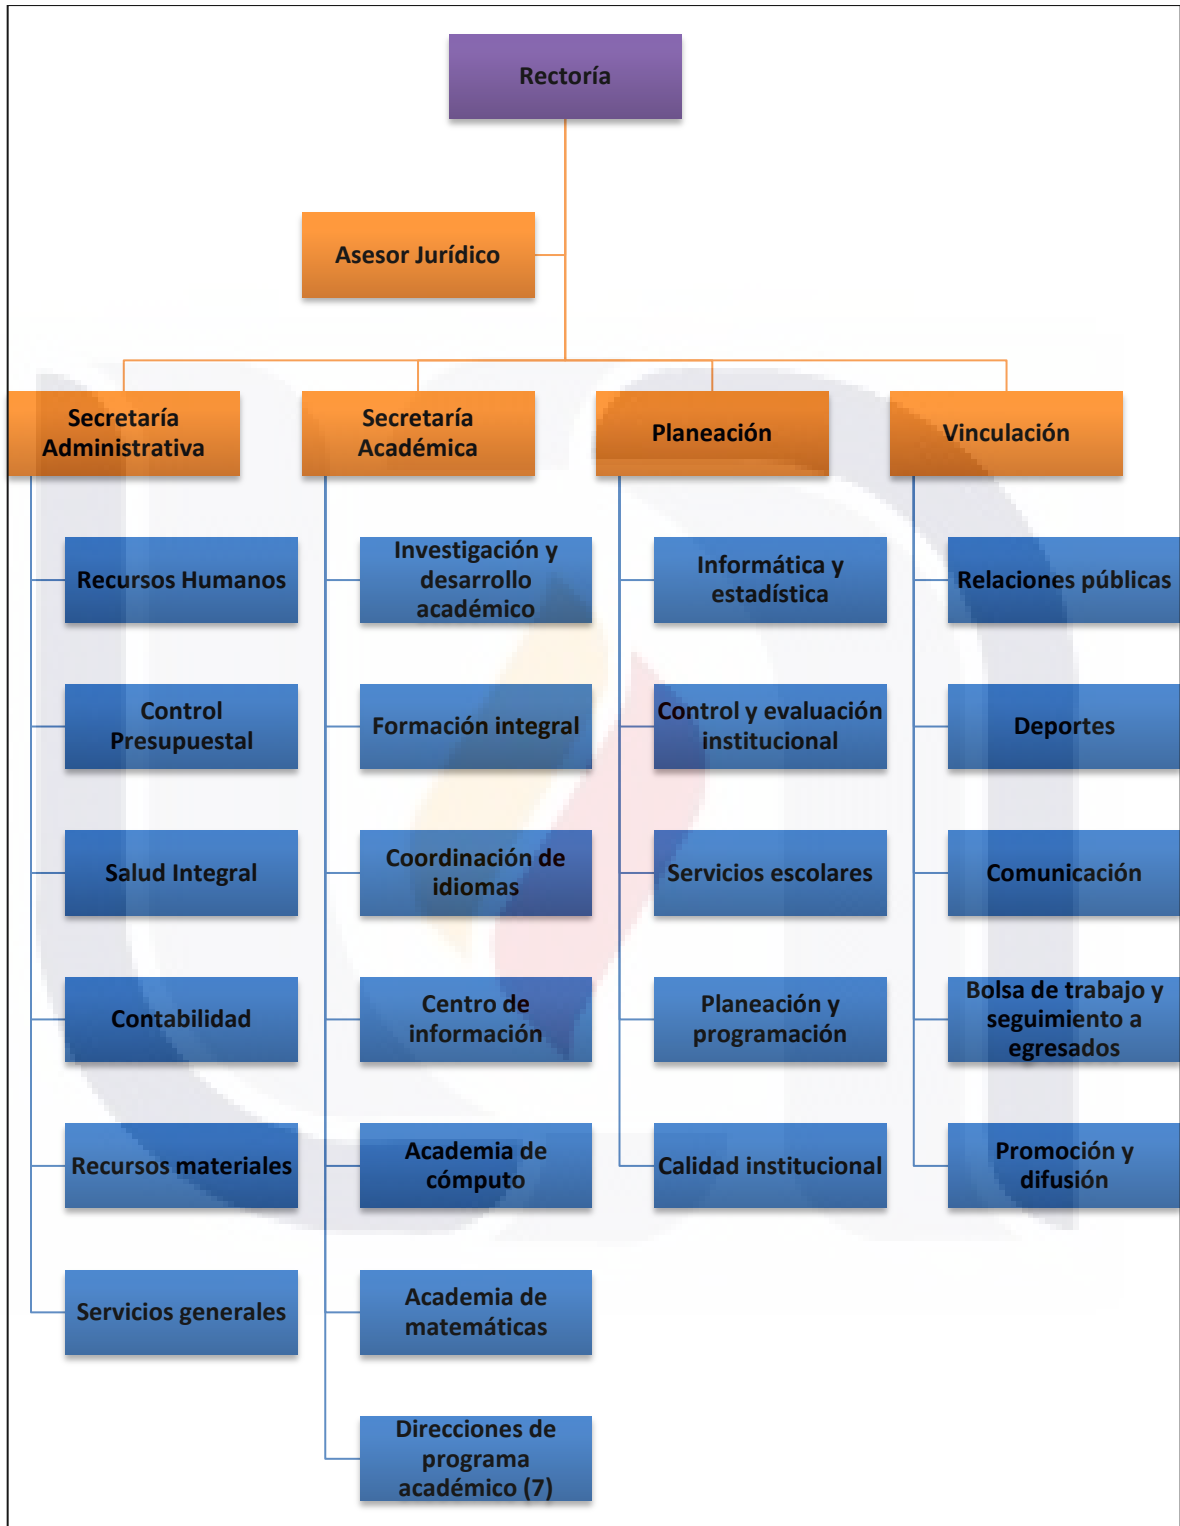 Rectoría
Asesor Jurídico
Secretaría
Administrativa
Secretaría
Académica
Planeación
Vinculación
Recursos Humanos
Control
Presupuestal
Salud Integral
Contabilidad
Recursos materiales
Servicios generales
Investigación y
desarrollo
académico
Formación integral
Coordinación de
idiomas
Centro de
información
Academia de
cómputo
Academia de
matemáticas
Direcciones de
programa
académico (7)
Informática y
estadística
Control y evaluación
institucional
Servicios escolares
Planeación y
programación
Calidad institucional
Relaciones públicas
Deportes
Comunicación
Bolsa de trabajo y
seguimiento a
egresados
Promoción y
difusión